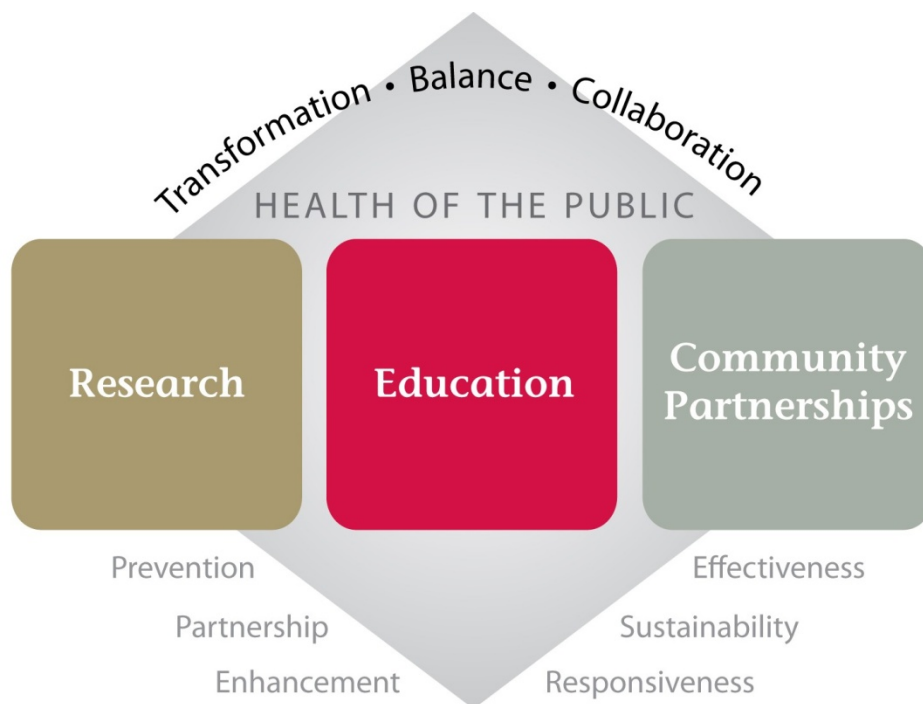 Transformation • Balance • Collaboration
HEALTH OF THE PUBLIC
Research
Education
Community
Partnerships
Prevention
Effectiveness
Partnership
Sustainability
Enhancement
Responsiveness